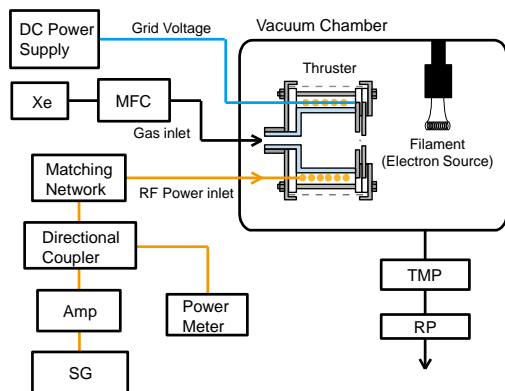 DC Power
Supply
Grid Voltage
Vacuum Chamber
Thruster
Xe
MFC
Gas inlet
Filament
(Electron Source)
Matching
Network
RF Power inlet
Directional
Coupler
TMP
Amp
Power
Meter
RP
SG